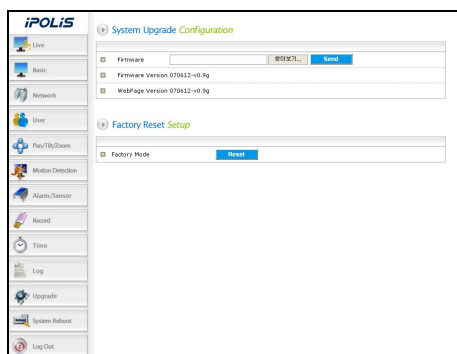 iPOLiS
Live
Basic
Network
User
Pan/Tilt/Zoom
Motion Detection
Alarm/Sensor
Record
Time
Log
Upgrade
System Reboot
Log Out
System Upgrade Configuration
Firmware 찾아보기... Send
Firmware Version 070612-v0.9g
WebPage Version 070612-v0.9g
Factory Reset Setup
Factory Mode Reset